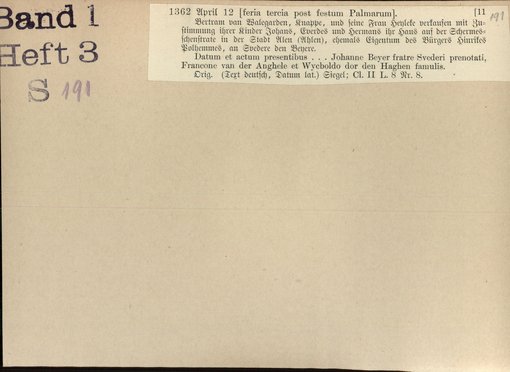 Band 1
Heft 3
S 191
1362 April 12 [feria tercia post festum Palmarum]. [11
191
Bertram van Walegarden, Knappe, und seine Frau Heyleke verkaufen mit Zu-
stimmung ihrer Kinder Johans, Everdes und Hermans ihr Haus auf der Schermes-
schenstrate in der Stadt Alen (Ahlen), ehemals Eigentum des Bürgers Hinrikes
Polhemmes, an Svedere den Beyere.
Datum et actum presentibus . . . Johanne Beyer fratre Svederi prenotati,
Francone van der Anghele et Wycboldo dor den Haghen famulis.
Orig. (Text deutsch, Datum lat.) Siegel; Cl. II L. 8 Nr. 8.